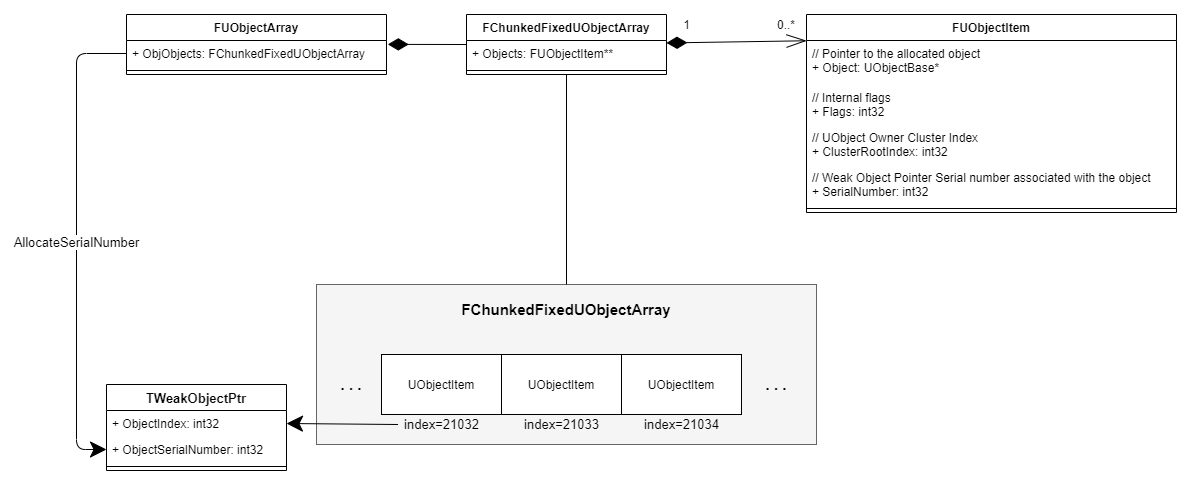 FUObjectArray
+ ObjObjects: FChunkedFixedUObjectArray
FChunkedFixedUObjectArray
+ Objects: FUObjectItem**
1
0..*
FUObjectItem
// Pointer to the allocated object
+ Object: UObjectBase*
// Internal flags
+ Flags: int32
// UObject Owner Cluster Index
+ ClusterRootIndex: int32
// Weak Object Pointer Serial number associated with the object
+ SerialNumber: int32
AllocateSerialNumber
FChunkedFixedUObjectArray
...
UObjectItem
UObjectItem
UObjectItem
...
index=21032
index=21033
index=21034
TWeakObjectPtr
+ ObjectIndex: int32
+ ObjectSerialNumber: int32